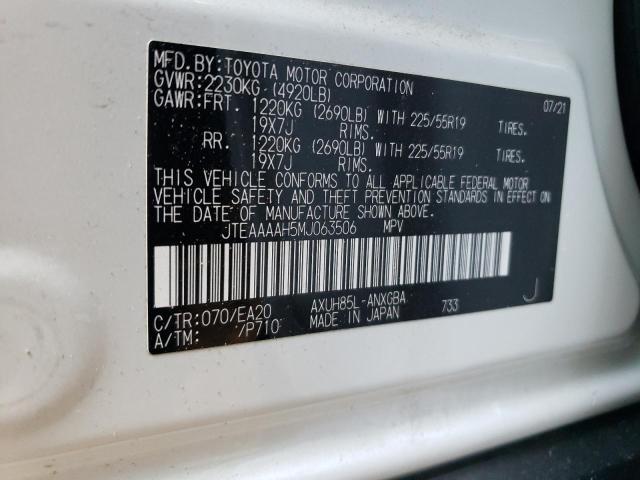 MFD.BY:TOYOTA MOTOR CORPORATION 07/21
GVWR:2230KG (4920LB)
GAWR:FRT. 1220KG (2690LB) WITH 225/55R19 TIRES.
19X7J RIMS.
RR. 1220KG (2690LB) WITH 225/55R19 TIRES.
19X7J RIMS.
THIS VEHICLE CONFORMS TO ALL APPLICABLE FEDERAL MOTOR
VEHICLE SAFETY AND THEFT PREVENTION STANDARDS IN EFFECT ON
THE DATE OF MANUFACTURE SHOWN ABOVE.
JTEAAAAH5MJ063506 MPV
C/TR:070/EA20 AXUH85L-ANXGBA 733 J
A/TM: /P710 MADE IN JAPAN